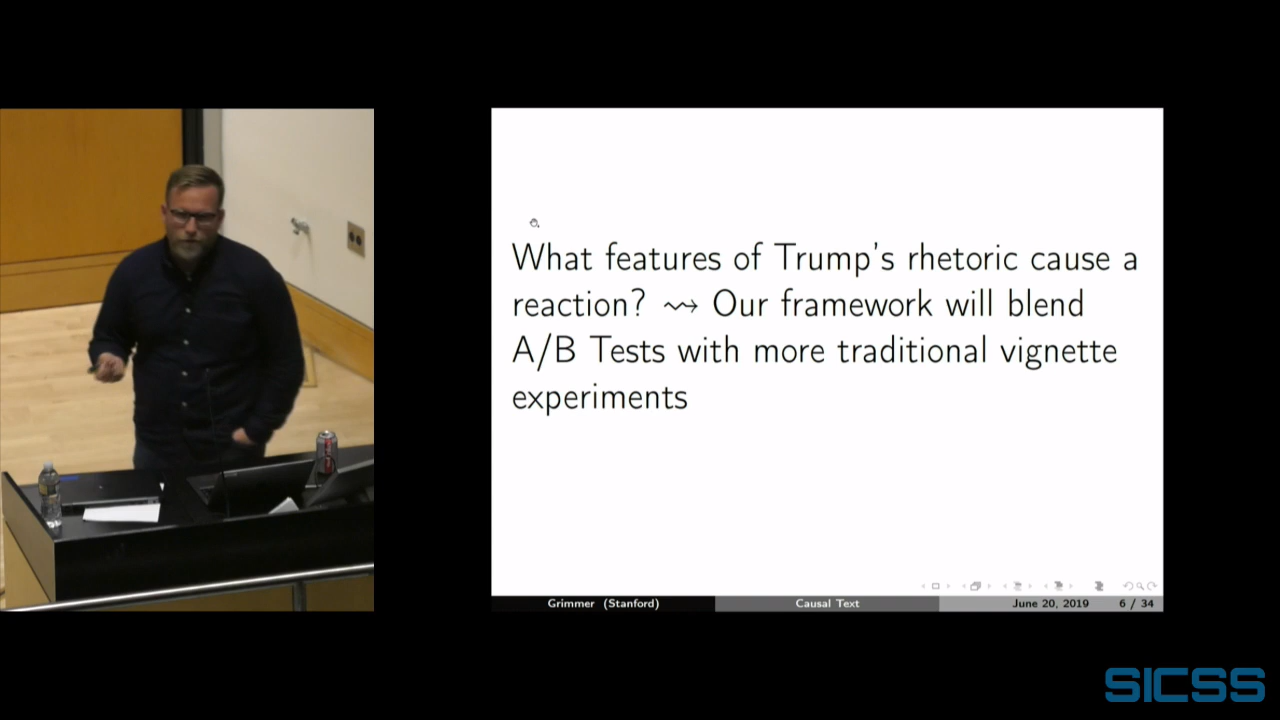 What features of Trump's rhetoric cause a
reaction? ⇝ Our framework will blend
A/B Tests with more traditional vignette
experiments
Grimmer (Stanford) Causal Text June 20, 2019 6 / 34
SICSS